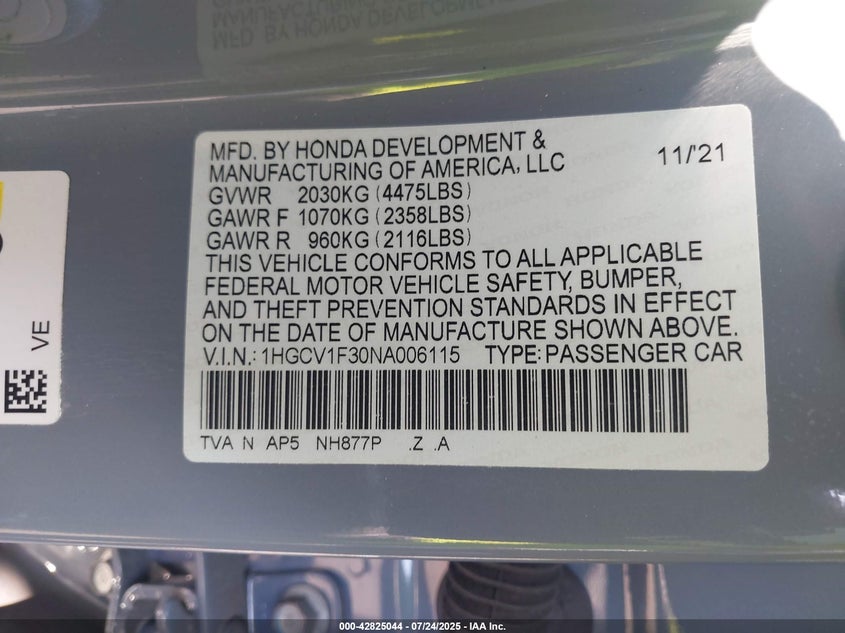 MFD. BY HONDA DEVELOPMENT &
MANUFACTURING OF AMERICA, LLC 11/'21
GVWR 2030KG (4475LBS)
GAWR F 1070KG (2358LBS)
GAWR R 960KG (2116LBS)
THIS VEHICLE CONFORMS TO ALL APPLICABLE
FEDERAL MOTOR VEHICLE SAFETY, BUMPER,
AND THEFT PREVENTION STANDARDS IN EFFECT
ON THE DATE OF MANUFACTURE SHOWN ABOVE.
V.I.N.: 1HGCV1F30NA006115 TYPE: PASSENGER CAR
TVA N AP5 NH877P .Z .A
VE
000-42825044 - 07/24/2025 - IAA Inc.